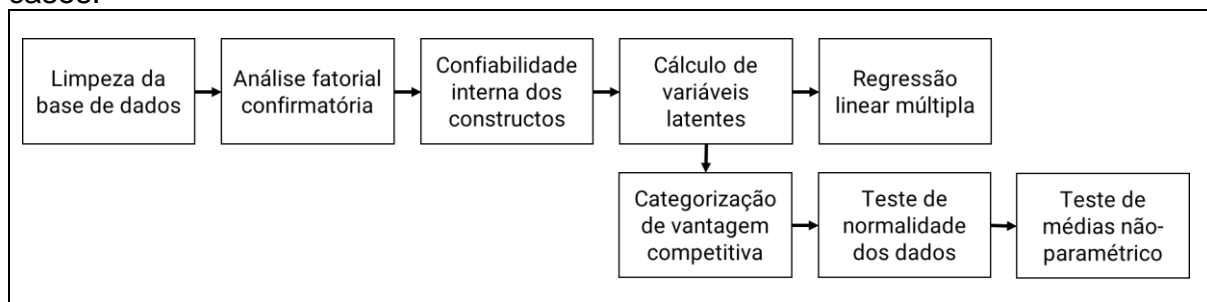 Limpeza da
base de dados
Análise fatorial
confirmatória
Confiabilidade
interna dos
constructos
Cálculo de
variáveis
latentes
Regressão
linear múltipla
Categorização
de vantagem
competitiva
Teste de
normalidade
dos dados
Teste de
médias não-
paramétrico